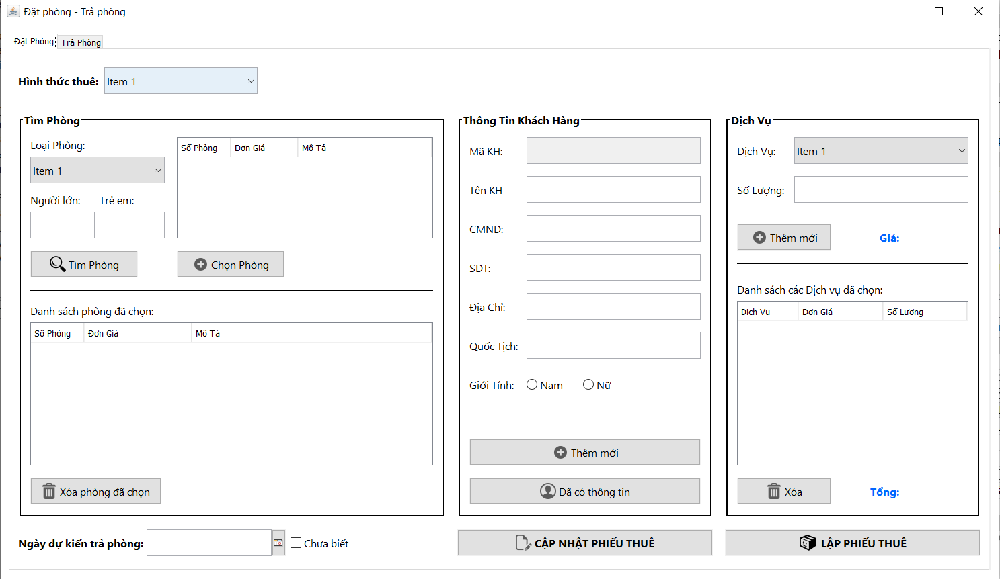 Đặt phòng - Trả phòng
Đặt Phòng
Trả Phòng
Hình thức thuê:
Item 1
Tìm Phòng
Loại Phòng:
Item 1
Người lớn:
Trẻ em:
Số Phòng
Đơn Giá
Mô Tả
Tìm Phòng
Chọn Phòng
Danh sách phòng đã chọn:
Số Phòng
Đơn Giá
Mô Tả
Xóa phòng đã chọn
Thông Tin Khách Hàng
Mã KH:
Tên KH
CMND:
SDT:
Địa Chỉ:
Quốc Tịch:
Giới Tính:
Nam
Nữ
Thêm mới
Đã có thông tin
Dịch Vụ
Dịch Vụ:
Item 1
Số Lượng:
Thêm mới
Giá:
Danh sách các Dịch vụ đã chọn:
Dịch Vụ
Đơn Giá
Số Lượng
Xóa
Tổng:
Ngày dự kiến trả phòng:
Chưa biết
CẬP NHẬT PHIẾU THUÊ
LẬP PHIẾU THUÊ